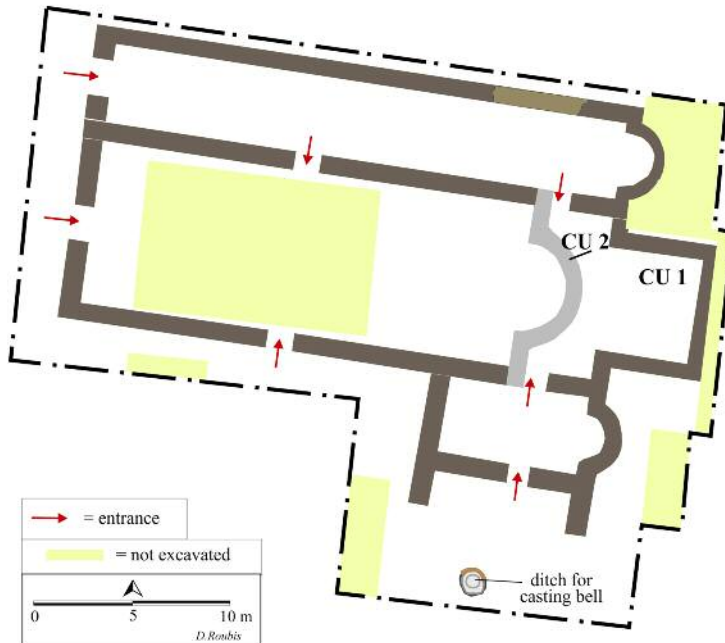 CU 2
CU 1
= entrance
= not excavated
0 5 10 m
D.Roubis
ditch for
casting bell